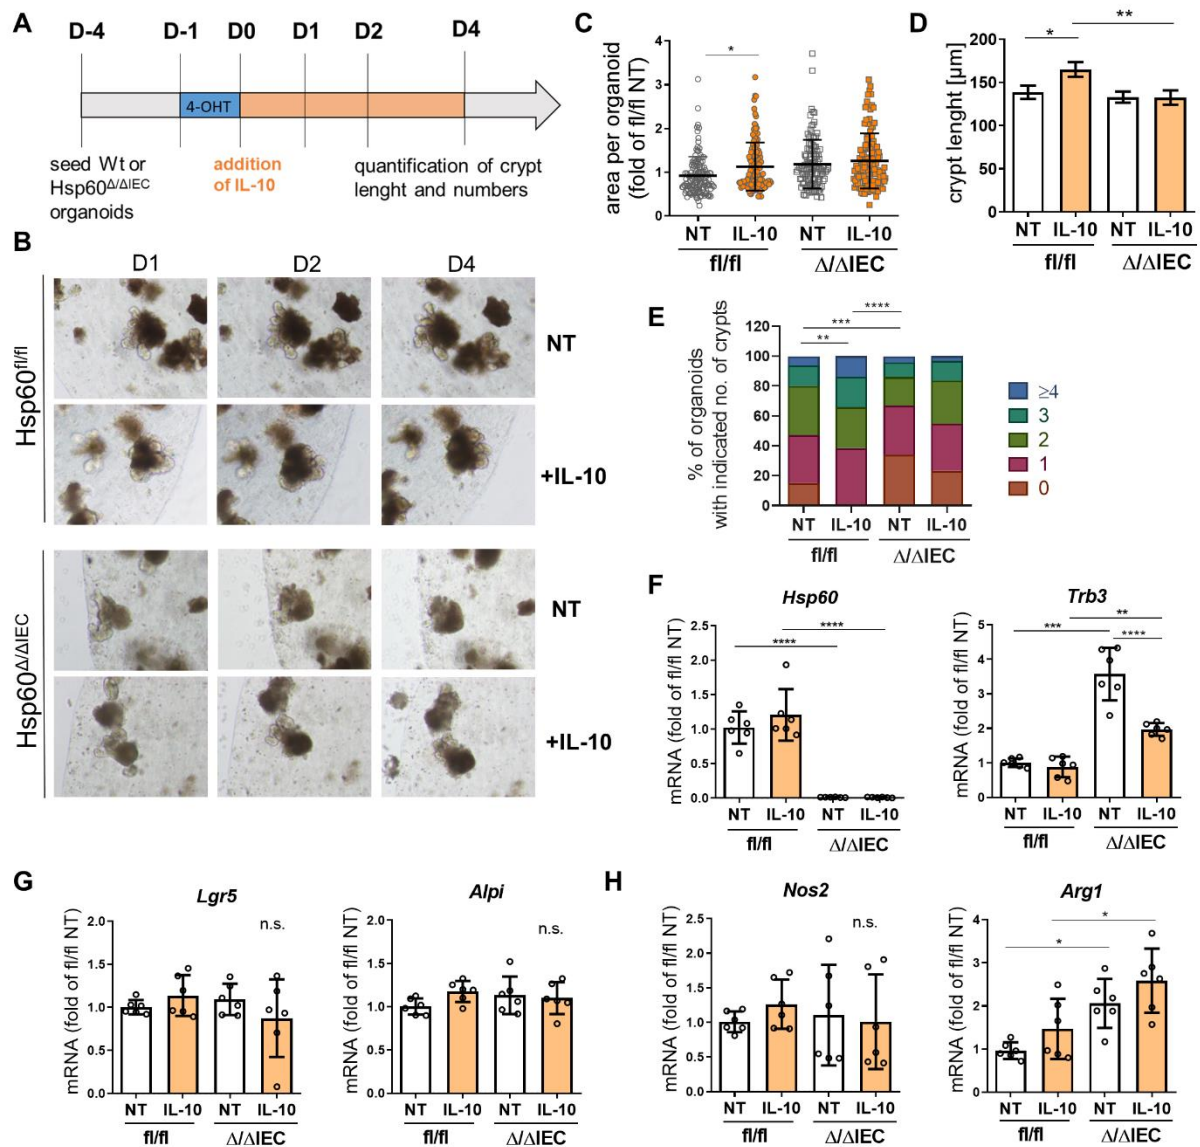 A
D-4 D-1 D0 D1 D2 D4
4-OHT
seed Wt or
Hsp60Δ/ΔIEC
organoids
addition
of IL-10
quantification of crypt
lenght and numbers
B
D1 D2 D4
Hsp60fl/fl
NT
+IL-10
Hsp60Δ/ΔIEC
NT
+IL-10
C
area per organoid
(fold of fl/fl NT)
4
3
2
1
0
*
NT IL-10 NT IL-10
fl/fl Δ/ΔIEC
D
crypt lenght [µm]
200
150
100
50
0
* **
NT IL-10 NT IL-10
fl/fl Δ/ΔIEC
E
% of organoids
with indicated no. of crypts
120
100
80
60
40
20
0
****
***
**
NT IL-10 NT IL-10
fl/fl Δ/ΔIEC
≥4
3
2
1
0
F
Hsp60
mRNA (fold of fl/fl NT)
2.5
2.0
1.5
1.0
0.5
0.0
****
****
NT IL-10 NT IL-10
fl/fl Δ/ΔIEC
Trb3
mRNA (fold of fl/fl NT)
5
4
3
2
1
0
**
*** ****
NT IL-10 NT IL-10
fl/fl Δ/ΔIEC
G
Lgr5
mRNA (fold of fl/fl NT)
2.0
1.5
1.0
0.5
0.0
n.s.
NT IL-10 NT IL-10
fl/fl Δ/ΔIEC
Alpi
mRNA (fold of fl/fl NT)
2.0
1.5
1.0
0.5
0.0
n.s.
NT IL-10 NT IL-10
fl/fl Δ/ΔIEC
H
Nos2
mRNA (fold of fl/fl NT)
2.5
2.0
1.5
1.0
0.5
0.0
n.s.
NT IL-10 NT IL-10
fl/fl Δ/ΔIEC
Arg1
mRNA (fold of fl/fl NT)
4
3
2
1
0
*
*
NT IL-10 NT IL-10
fl/fl Δ/ΔIEC